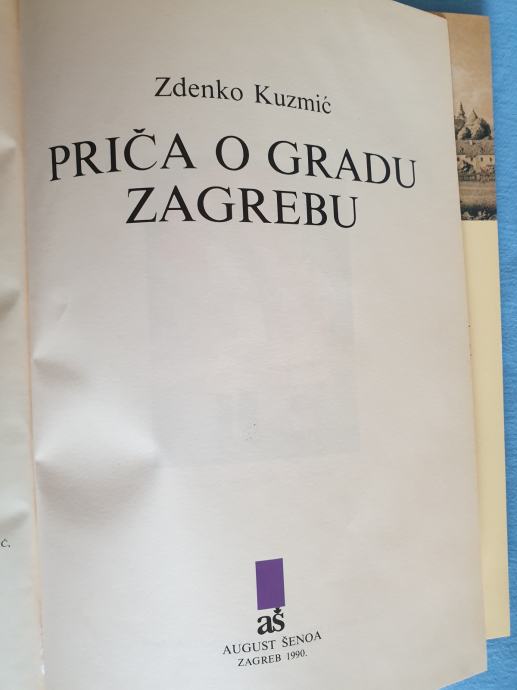 Zdenko Kuzmić
PRIČA O GRADU
ZAGREBU
aš
AUGUST ŠENOA
ZAGREB 1990.